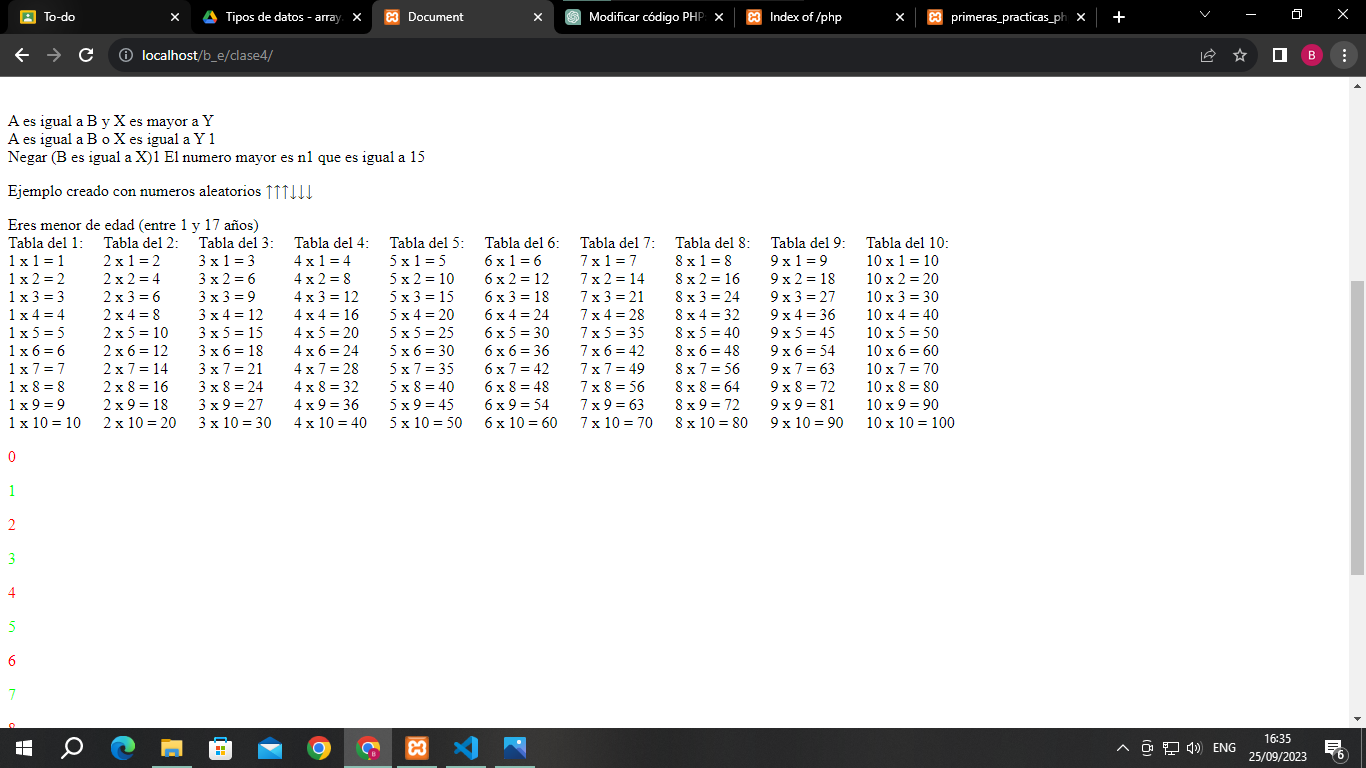 To-do
Tipos de datos - array.
Document
Modificar código PHP.
Index of /php
primeras_practicas_ph
localhost/b_e/clase4/
B
A es igual a B y X es mayor a Y
A es igual a B o X es igual a Y 1
Negar (B es igual a X)1 El numero mayor es n1 que es igual a 15
Ejemplo creado con numeros aleatorios ↑↑↑↓↓↓
Eres menor de edad (entre 1 y 17 años)
Tabla del 1: Tabla del 2: Tabla del 3: Tabla del 4: Tabla del 5: Tabla del 6: Tabla del 7: Tabla del 8: Tabla del 9: Tabla del 10:
1 x 1 = 1 2 x 1 = 2 3 x 1 = 3 4 x 1 = 4 5 x 1 = 5 6 x 1 = 6 7 x 1 = 7 8 x 1 = 8 9 x 1 = 9 10 x 1 = 10
1 x 2 = 2 2 x 2 = 4 3 x 2 = 6 4 x 2 = 8 5 x 2 = 10 6 x 2 = 12 7 x 2 = 14 8 x 2 = 16 9 x 2 = 18 10 x 2 = 20
1 x 3 = 3 2 x 3 = 6 3 x 3 = 9 4 x 3 = 12 5 x 3 = 15 6 x 3 = 18 7 x 3 = 21 8 x 3 = 24 9 x 3 = 27 10 x 3 = 30
1 x 4 = 4 2 x 4 = 8 3 x 4 = 12 4 x 4 = 16 5 x 4 = 20 6 x 4 = 24 7 x 4 = 28 8 x 4 = 32 9 x 4 = 36 10 x 4 = 40
1 x 5 = 5 2 x 5 = 10 3 x 5 = 15 4 x 5 = 20 5 x 5 = 25 6 x 5 = 30 7 x 5 = 35 8 x 5 = 40 9 x 5 = 45 10 x 5 = 50
1 x 6 = 6 2 x 6 = 12 3 x 6 = 18 4 x 6 = 24 5 x 6 = 30 6 x 6 = 36 7 x 6 = 42 8 x 6 = 48 9 x 6 = 54 10 x 6 = 60
1 x 7 = 7 2 x 7 = 14 3 x 7 = 21 4 x 7 = 28 5 x 7 = 35 6 x 7 = 42 7 x 7 = 49 8 x 7 = 56 9 x 7 = 63 10 x 7 = 70
1 x 8 = 8 2 x 8 = 16 3 x 8 = 24 4 x 8 = 32 5 x 8 = 40 6 x 8 = 48 7 x 8 = 56 8 x 8 = 64 9 x 8 = 72 10 x 8 = 80
1 x 9 = 9 2 x 9 = 18 3 x 9 = 27 4 x 9 = 36 5 x 9 = 45 6 x 9 = 54 7 x 9 = 63 8 x 9 = 72 9 x 9 = 81 10 x 9 = 90
1 x 10 = 10 2 x 10 = 20 3 x 10 = 30 4 x 10 = 40 5 x 10 = 50 6 x 10 = 60 7 x 10 = 70 8 x 10 = 80 9 x 10 = 90 10 x 10 = 100
0
1
2
3
4
5
6
7
8
ENG
16:35
25/09/2023
6